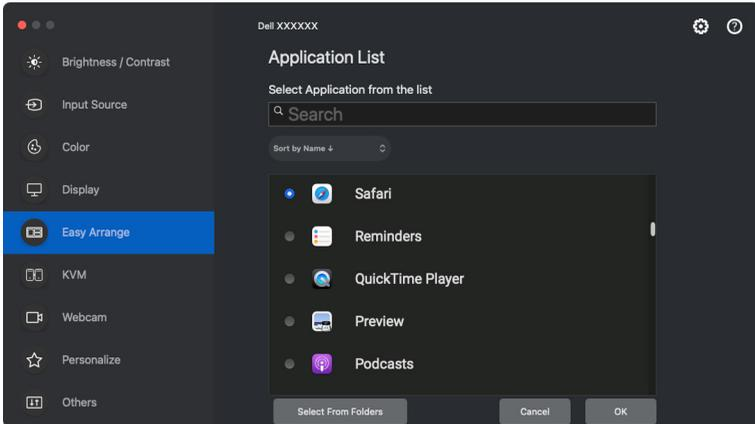 Dell XXXXXX
Brightness / Contrast
Input Source
Color
Display
Easy Arrange
KVM
Webcam
Personalize
Others
Application List
Select Application from the list
Search
Sort by Name ↓
Safari
Reminders
QuickTime Player
Preview
Podcasts
Select From Folders
Cancel
OK